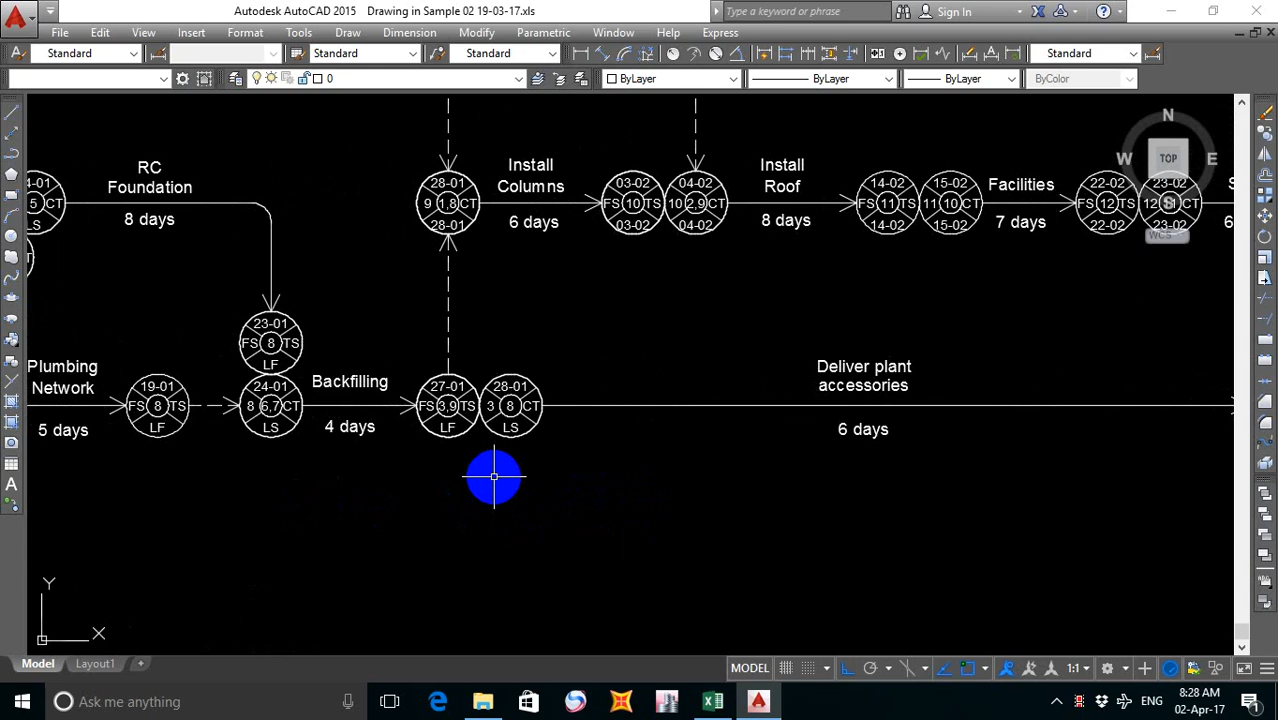 Autodesk AutoCAD 2015 Drawing in Sample 02 19-03-17.xls
Type a keyword or phrase
Sign In
File Edit View Insert Format Tools Draw Dimension Modify Parametric Window Help Express
Standard Standard Standard Standard
0 ByLayer ByLayer ByLayer ByColor
N
W TOP E
S
WCS
RC
Foundation
8 days
5 CT
LS
28-01
9 1,8 CT
28-01
Install
Columns
6 days
03-02
FS 10 TS
03-02
04-02
10 2,9 CT
04-02
Install
Roof
8 days
14-02
FS 11 TS
14-02
15-02
11 10 CT
15-02
Facilities
7 days
22-02
FS 12 TS
22-02
23-02
12 CT
23-02
23-01
FS 8 TS
LF
Plumbing
Network
5 days
19-01
FS 8 TS
LF
24-01
8 6,7 CT
LS
Backfilling
4 days
27-01
FS 3,9 TS
LF
28-01
3 8 CT
LS
Deliver plant
accessories
6 days
Y
X
Model Layout1 +
MODEL 1:1
Ask me anything
ENG
8:28 AM
02-Apr-17